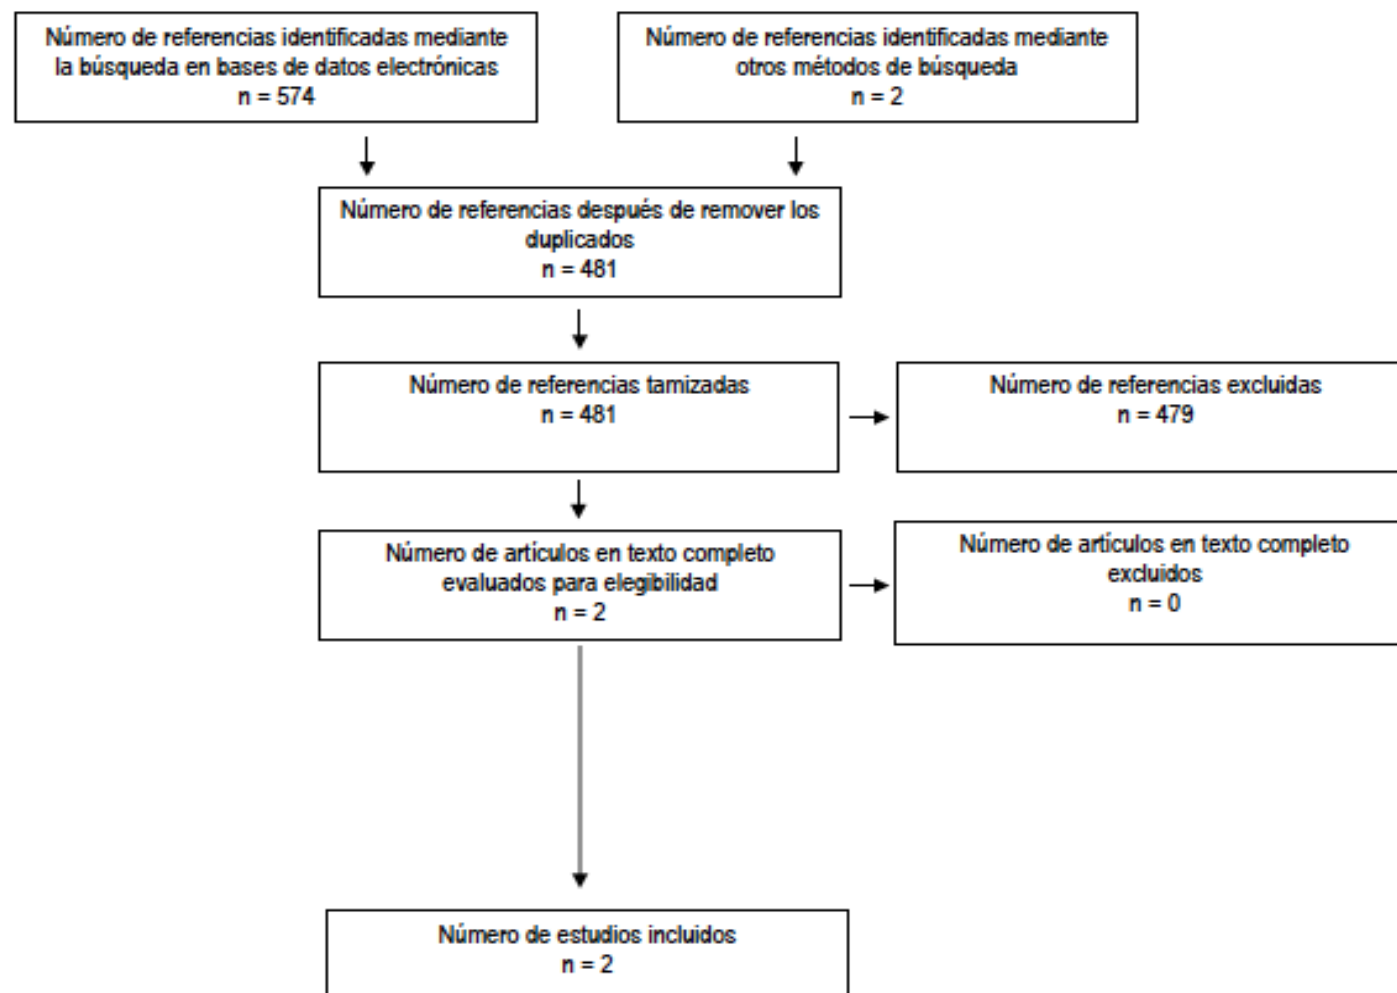 Número de referencias identificadas mediante
la búsqueda en bases de datos electrónicas
n = 574
Número de referencias identificadas mediante
otros métodos de búsqueda
n = 2
Número de referencias después de remover los
duplicados
n = 481
Número de referencias tamizadas
n = 481
Número de referencias excluidas
n = 479
Número de artículos en texto completo
evaluados para elegibilidad
n = 2
Número de artículos en texto completo
excluidos
n = 0
Número de estudios incluidos
n = 2